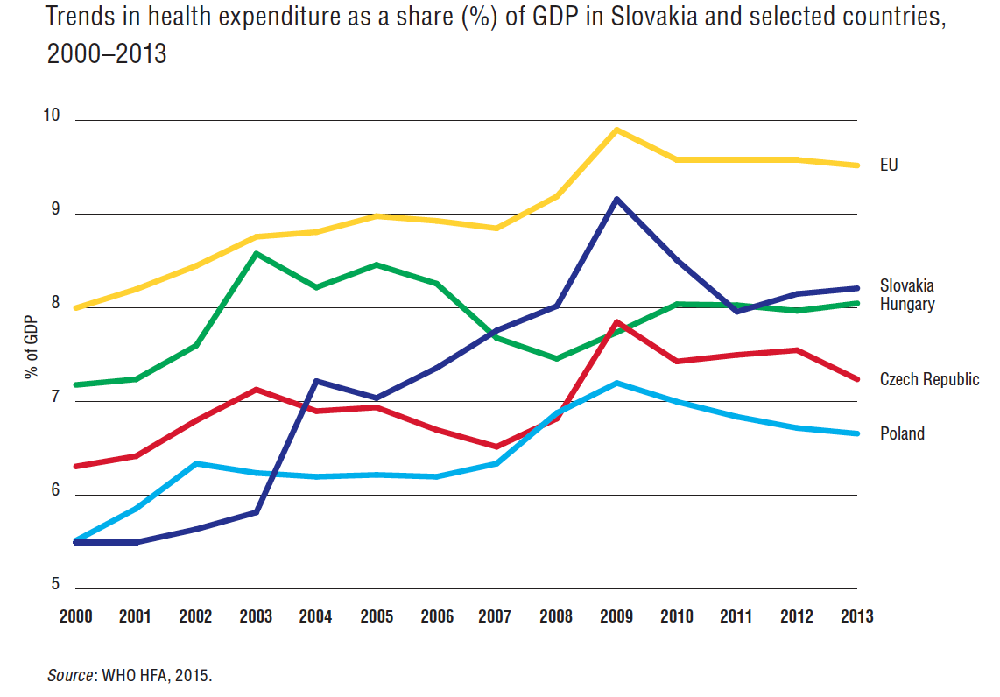 Trends in health expenditure as a share (%) of GDP in Slovakia and selected countries,
2000–2013
10
9
8
7
6
5
% of GDP
EU
Slovakia
Hungary
Czech Republic
Poland
2000 2001 2002 2003 2004 2005 2006 2007 2008 2009 2010 2011 2012 2013
Source: WHO HFA, 2015.